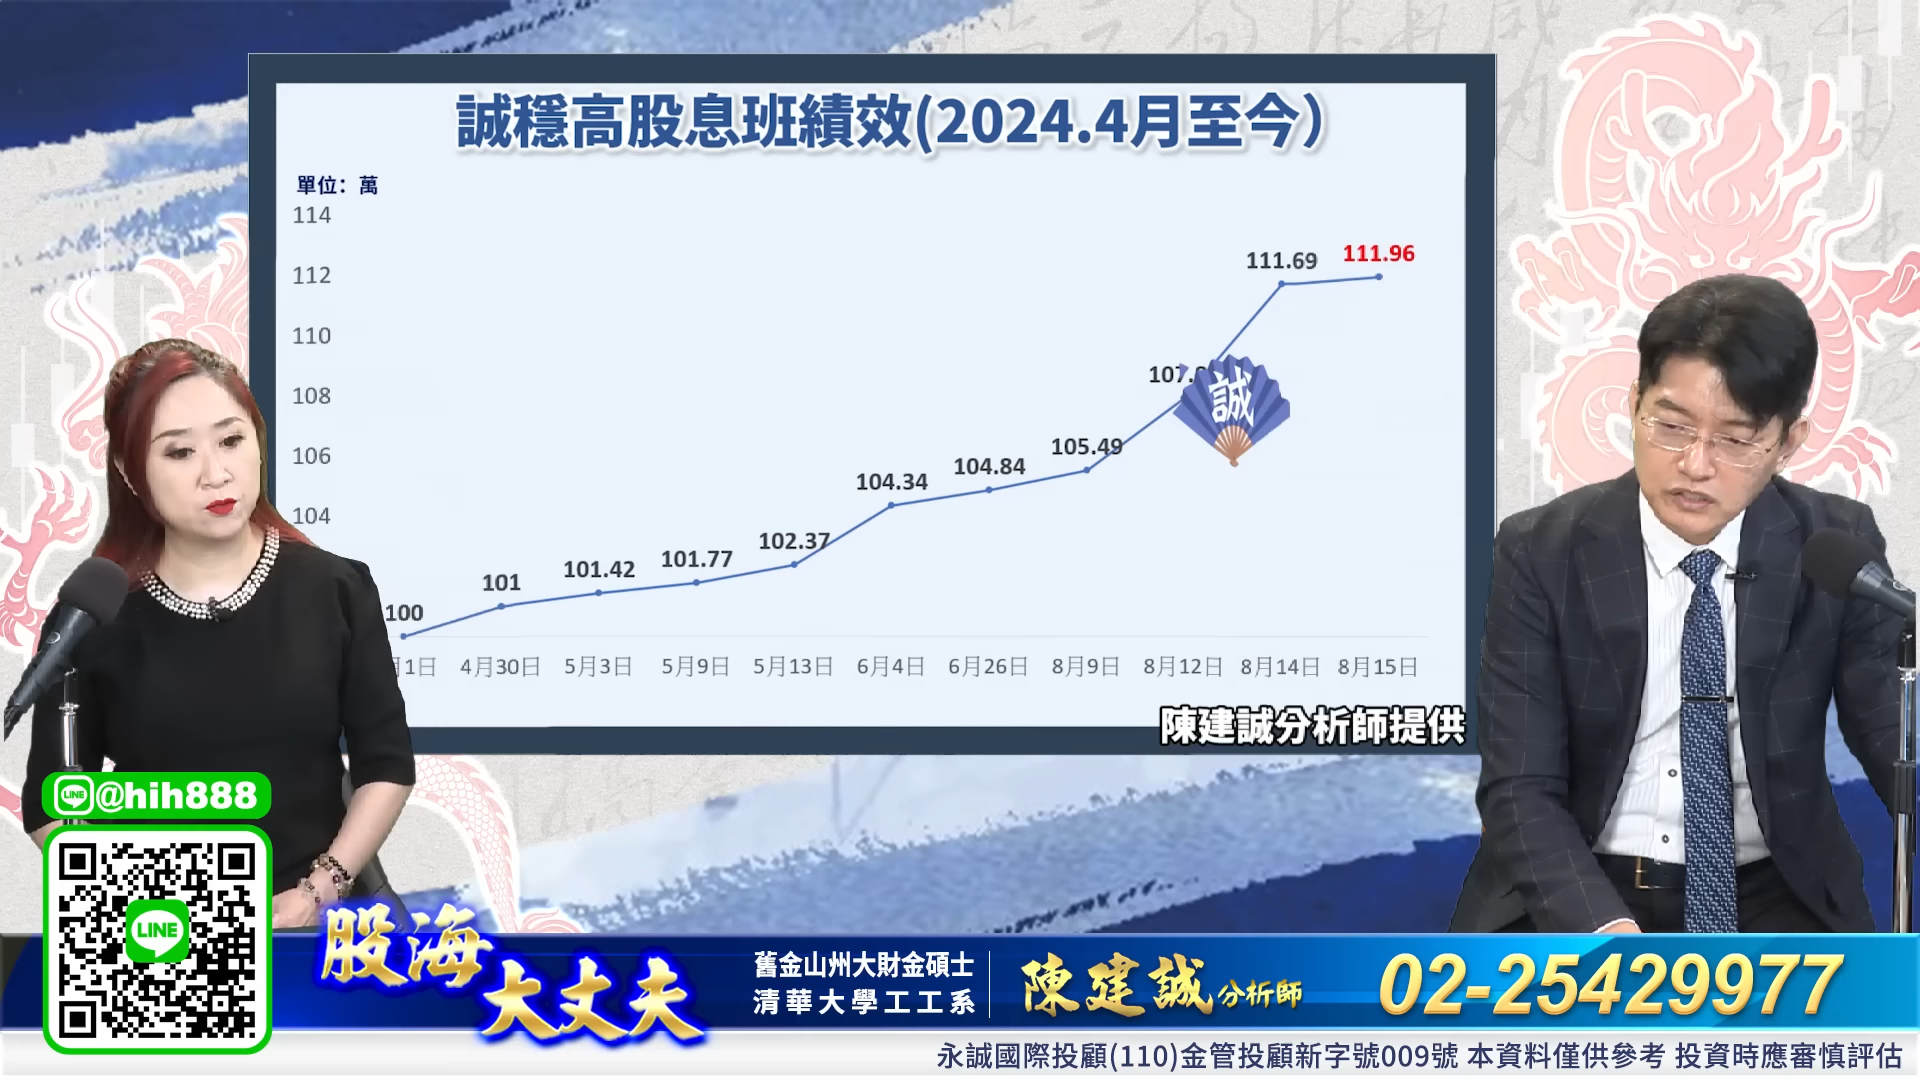 誠穩高股息班績效(2024.4月至今)
單位：萬
114
112
110
108
106
104
100
101
101.42
101.77
102.37
104.34
104.84
105.49
107.
111.69
111.96
誠
月1日 4月30日 5月3日 5月9日 5月13日 6月4日 6月26日 8月9日 8月12日 8月14日 8月15日
陳建誠分析師提供
LINE @hih888
LINE
股海大丈夫
舊金山州大財金碩士
清華大學工工系
陳建誠分析師
02-25429977
永誠國際投顧(110)金管投顧新字號009號 本資料僅供參考 投資時應審慎評估